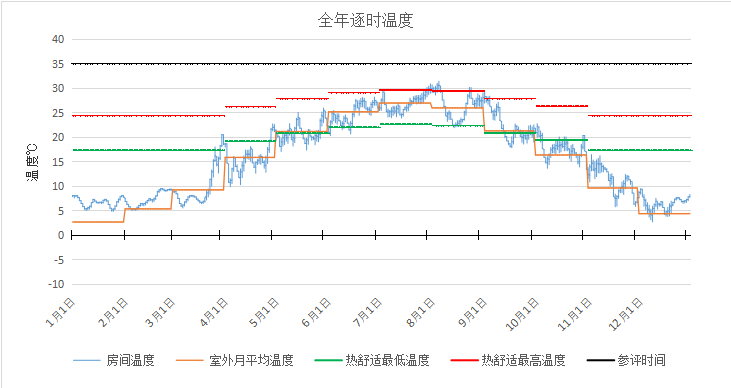 全年逐时温度
40
35
30
25
20
15
10
5
0
-5
-10
温度℃
1月1日
2月1日
3月1日
4月1日
5月1日
6月1日
7月1日
8月1日
9月1日
10月1日
11月1日
12月1日
房间温度 室外月平均温度 热舒适最低温度 热舒适最高温度 参评时间